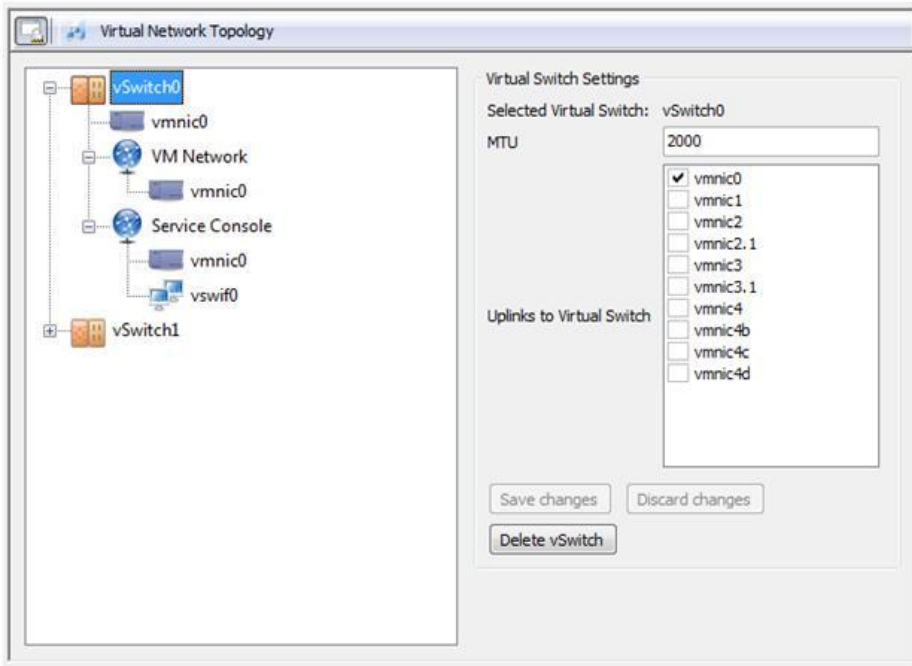 Virtual Network Topology
vSwitch0
vmnic0
VM Network
vmnic0
Service Console
vmnic0
vswif0
vSwitch1
Virtual Switch Settings
Selected Virtual Switch: vSwitch0
MTU 2000
Uplinks to Virtual Switch
vmnic0
vmnic1
vmnic2
vmnic2.1
vmnic3
vmnic3.1
vmnic4
vmnic4b
vmnic4c
vmnic4d
Save changes Discard changes
Delete vSwitch